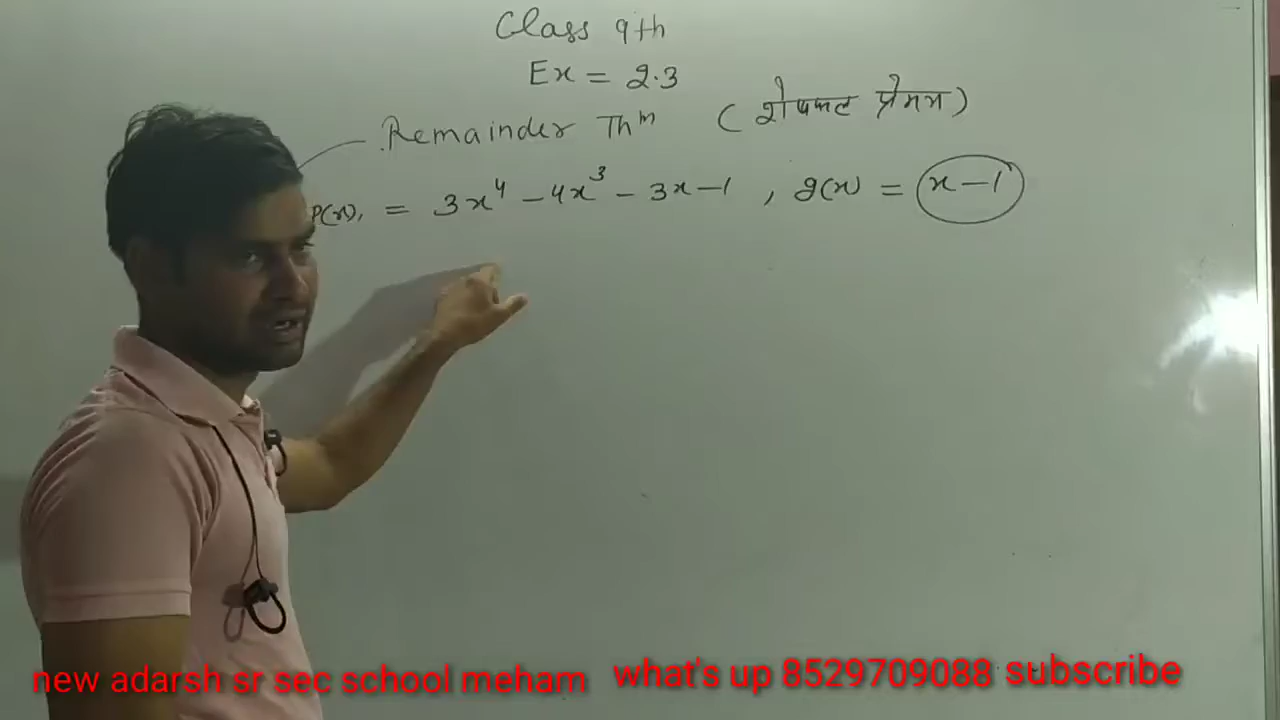 Class 9th
Ex = 2.3
Remainder Thm (शेषफल प्रेमय)
P(x), = 3x⁴ - 4x³ - 3x - 1 , g(x) = x - 1
new adarsh sr sec school meham what's up 8529709088 subscribe